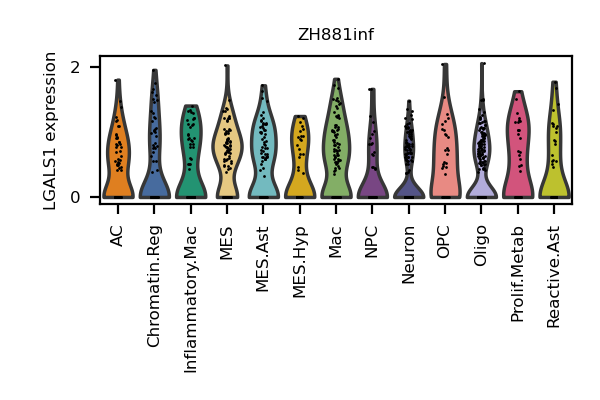 ZH881inf
LGALS1 expression
2
0
AC
Chromatin.Reg
Inflammatory.Mac
MES
MES.Ast
MES.Hyp
Mac
NPC
Neuron
OPC
Oligo
Prolif.Metab
Reactive.Ast